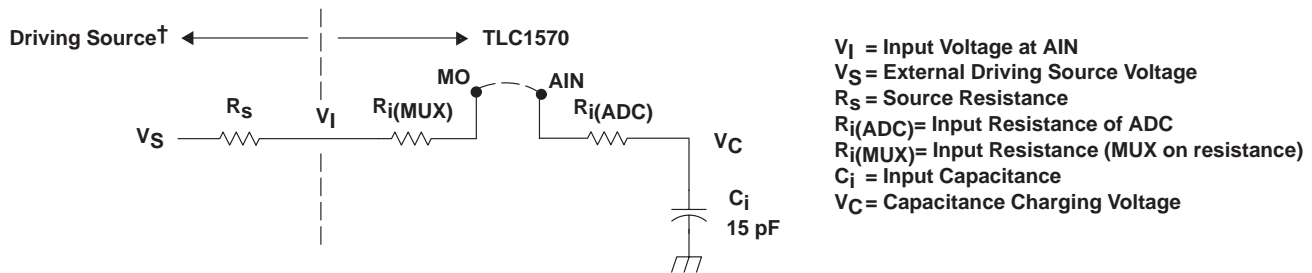 Driving Source†
TLC1570
MO
AIN
RS
VI
Ri(MUX)
Ri(ADC)
VS
VC
Ci
15 pF
VI = Input Voltage at AIN
VS = External Driving Source Voltage
Rs = Source Resistance
Ri(ADC) = Input Resistance of ADC
Ri(MUX) = Input Resistance (MUX on resistance)
Ci = Input Capacitance
VC = Capacitance Charging Voltage